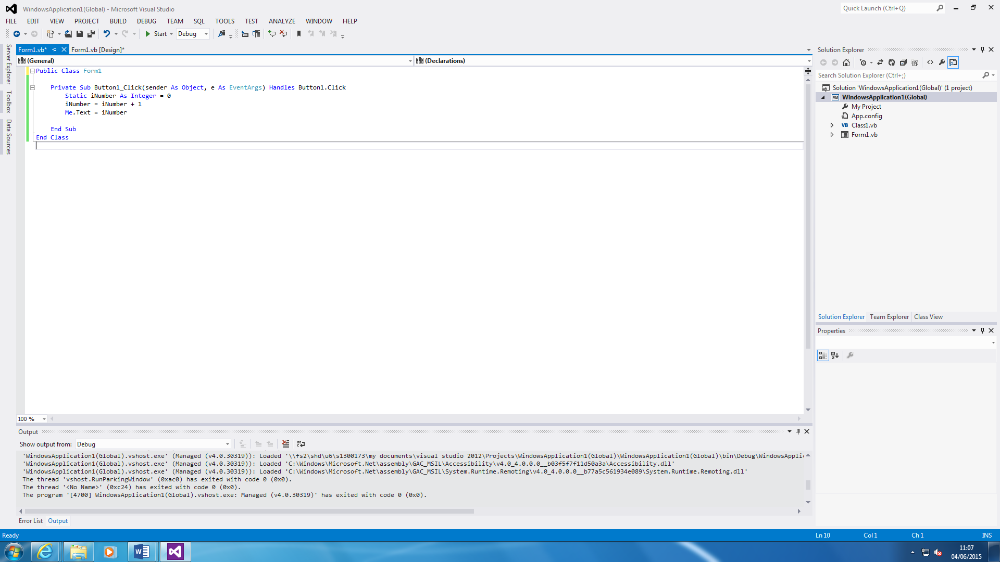 WindowsApplication1(Global) - Microsoft Visual Studio
Quick Launch (Ctrl+Q)
FILE EDIT VIEW PROJECT BUILD DEBUG TEAM SQL TOOLS TEST ANALYZE WINDOW HELP
Start Debug
Server Explorer
Toolbox
Data Sources
Form1.vb* Form1.vb [Design]*
(General) (Declarations)
Public Class Form1
Private Sub Button1_Click(sender As Object, e As EventArgs) Handles Button1.Click
Static iNumber As Integer = 0
iNumber = iNumber + 1
Me.Text = iNumber
End Sub
End Class
100 %
Solution Explorer
Search Solution Explorer (Ctrl+;)
Solution 'WindowsApplication1(Global)' (1 project)
VB WindowsApplication1(Global)
My Project
App.config
VB Class1.vb
Form1.vb
Solution Explorer Team Explorer Class View
Properties
Output
Show output from: Debug
'WindowsApplication1(Global).vshost.exe' (Managed (v4.0.30319)): Loaded '\\fs2\shd\u6\s1300173\my documents\visual studio 2012\Projects\WindowsApplication1(Global)\WindowsApplication1(Global)\bin\Debug\WindowsAppli
'WindowsApplication1(Global).vshost.exe' (Managed (v4.0.30319)): Loaded 'C:\Windows\Microsoft.Net\assembly\GAC_MSIL\Accessibility\v4.0_4.0.0.0__b03f5f7f11d50a3a\Accessibility.dll'
'WindowsApplication1(Global).vshost.exe' (Managed (v4.0.30319)): Loaded 'C:\Windows\Microsoft.Net\assembly\GAC_MSIL\System.Runtime.Remoting\v4.0_4.0.0.0__b77a5c561934e089\System.Runtime.Remoting.dll'
The thread 'vshost.RunParkingWindow' (0xac0) has exited with code 0 (0x0).
The thread '<No Name>' (0xc24) has exited with code 0 (0x0).
The program '[4700] WindowsApplication1(Global).vshost.exe: Managed (v4.0.30319)' has exited with code 0 (0x0).
Error List Output
Ready Ln 10 Col 1 Ch 1 INS
11:07
04/06/2015